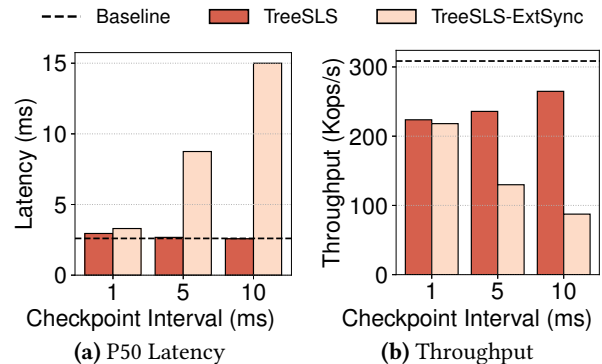 Baseline TreeSLS TreeSLS-ExtSync
Latency (ms)
15
10
5
0
1 5 10
Checkpoint Interval (ms)
(a) P50 Latency
Throughput (Kops/s)
300
200
100
0
1 5 10
Checkpoint Interval (ms)
(b) Throughput